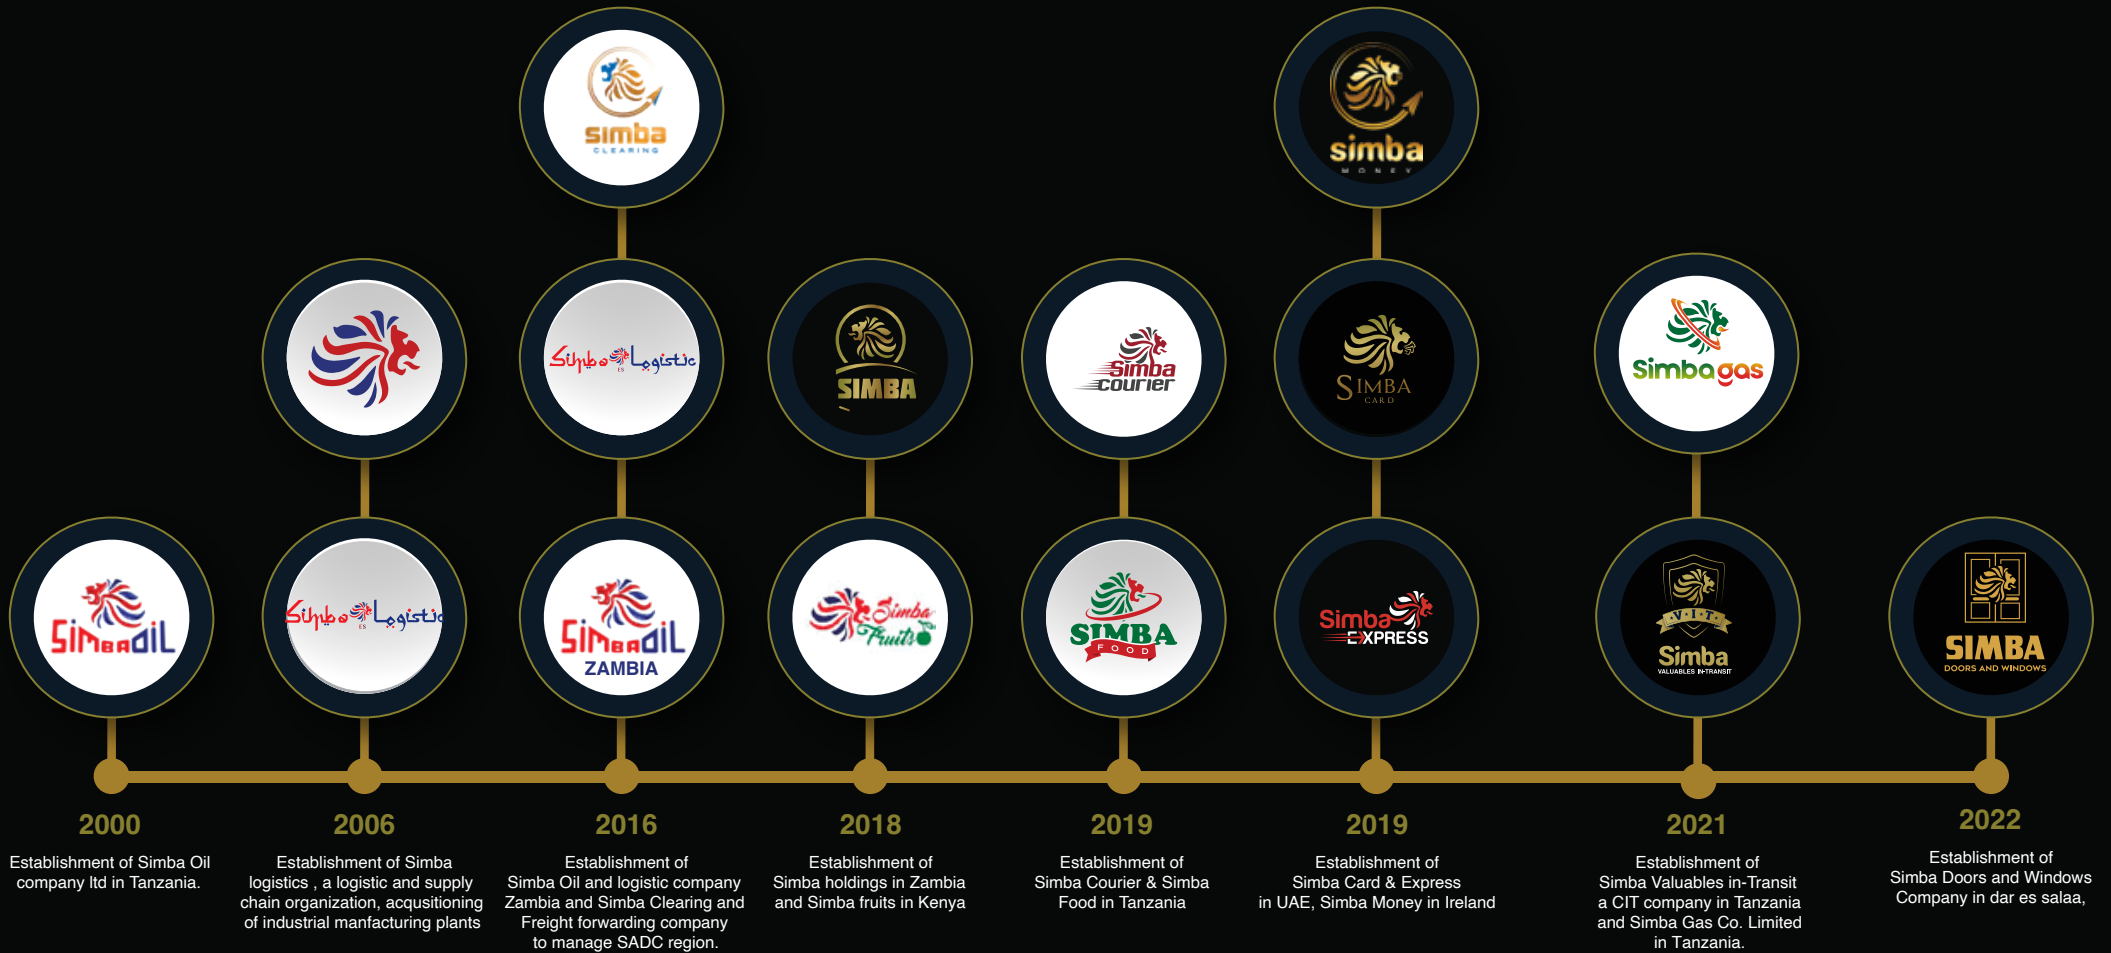 simba
CLEARING
simba
MONEY
Simba Logistic
ES
SIMBA
Simba
courier
SIMBA
CARD
Simbagas
SiMBAOiL
Simba Logistic
ES
SiMBAOiL
ZAMBIA
Simba
Fruits
SIMBA
FOOD
Simba
EXPRESS
V.I.T
Simba
VALUABLES IN-TRANSIT
SIMBA
DOORS AND WINDOWS
2000
Establishment of Simba Oil
company ltd in Tanzania.
2006
Establishment of Simba
logistics , a logistic and supply
chain organization, acqusitioning
of industrial manfacturing plants
2016
Establishment of
Simba Oil and logistic company
Zambia and Simba Clearing and
Freight forwarding company
to manage SADC region.
2018
Establishment of
Simba holdings in Zambia
and Simba fruits in Kenya
2019
Establishment of
Simba Courier & Simba
Food in Tanzania
2019
Establishment of
Simba Card & Express
in UAE, Simba Money in Ireland
2021
Establishment of
Simba Valuables in-Transit
a CIT company in Tanzania
and Simba Gas Co. Limited
in Tanzania.
2022
Establishment of
Simba Doors and Windows
Company in dar es salaa,